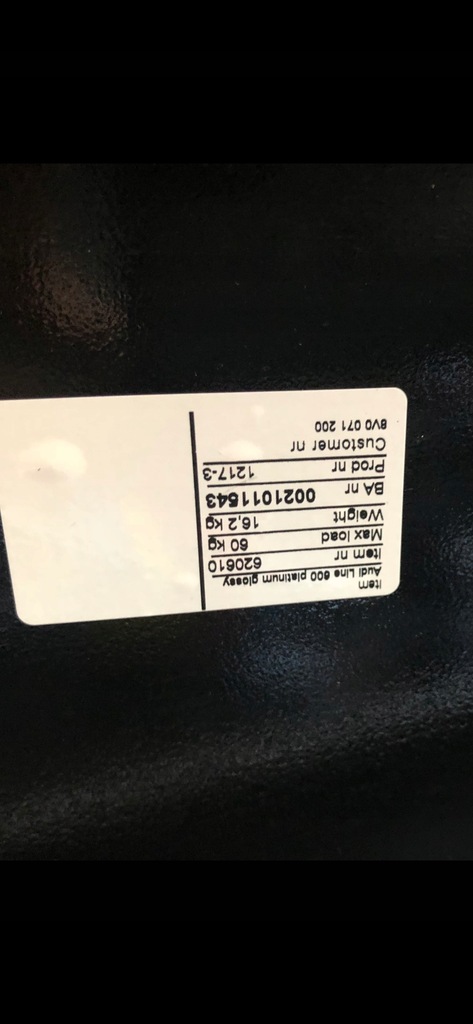 Item
Audi Line 600 platinum glossy
Item nr 620610
Max load 60 kg
Weight 16,2 kg
BA nr 0021011543
Prod nr 1217-3
Customer nr
8V0 071 200